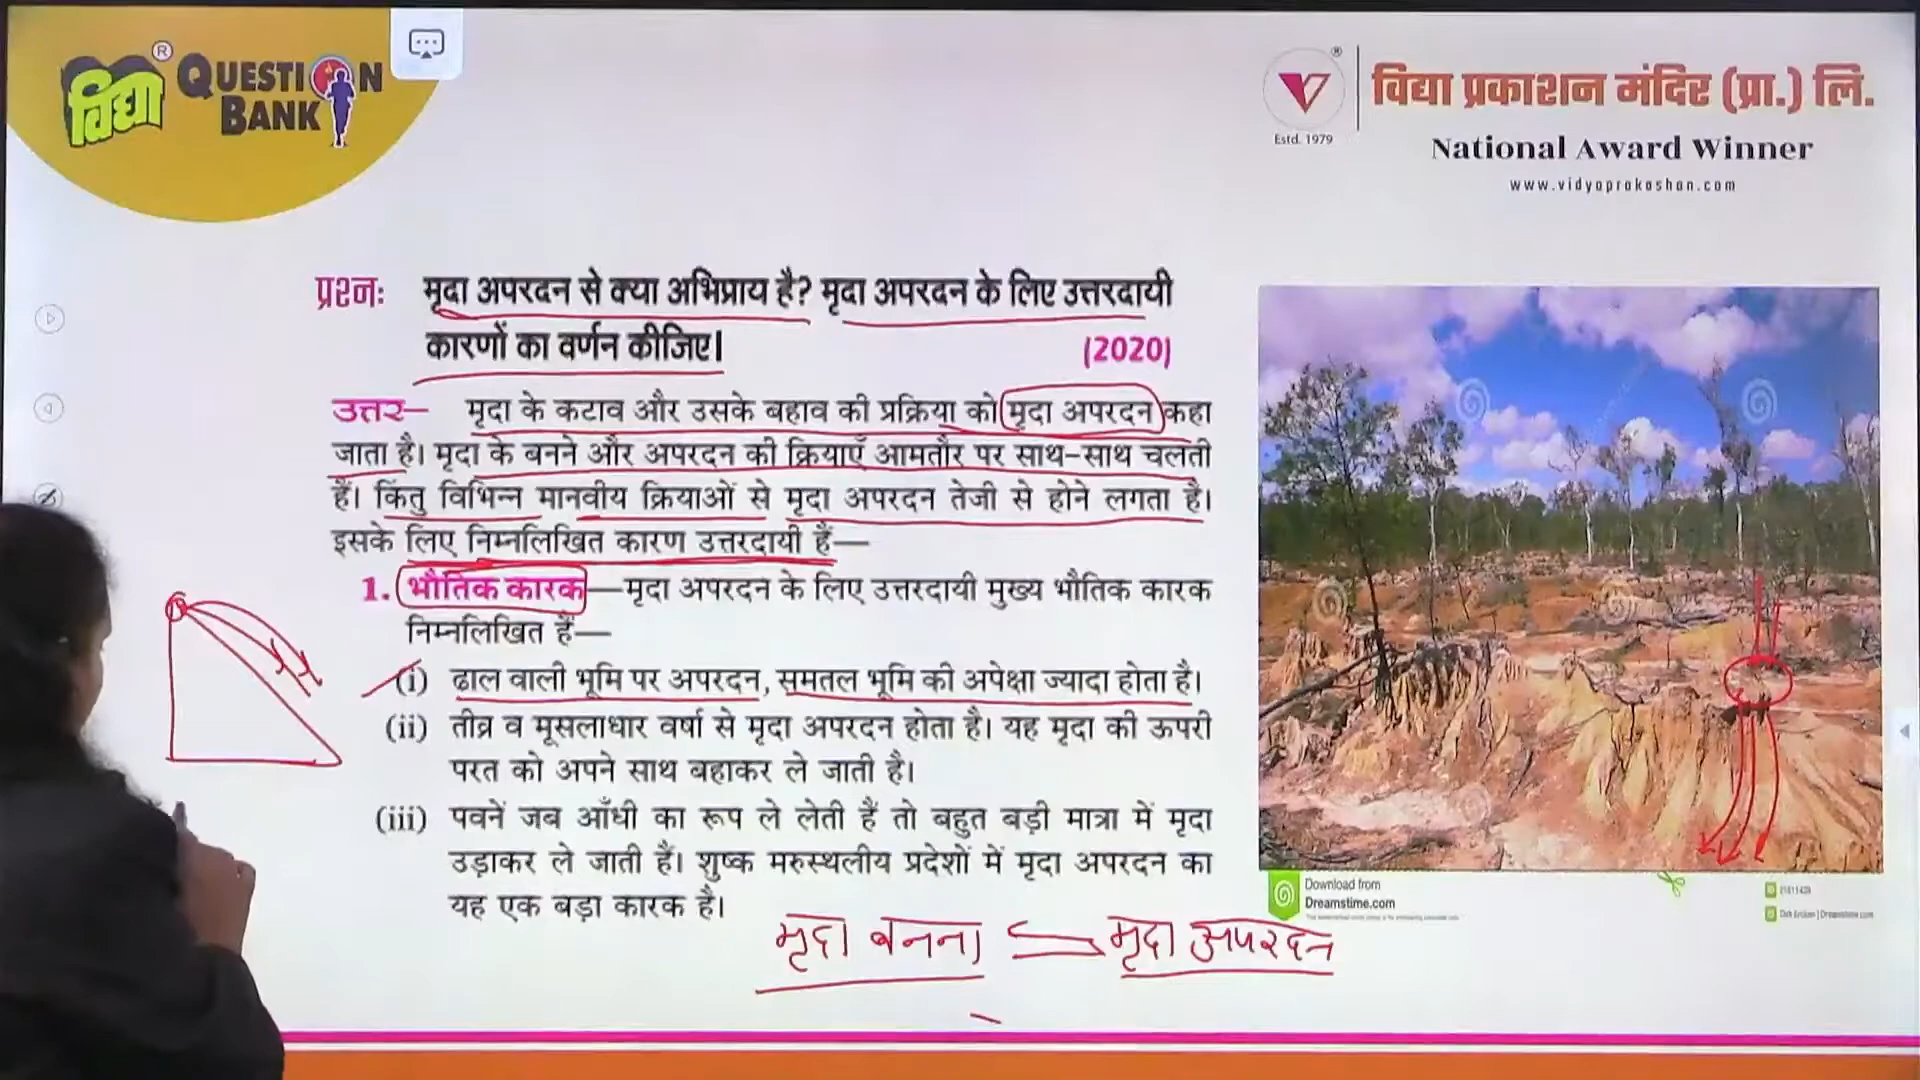 विद्या
®
QUESTION
BANK
®
Estd. 1979
विद्या प्रकाशन मंदिर (प्रा.) लि.
National Award Winner
www.vidyaprakashan.com
प्रश्नः मृदा अपरदन से क्या अभिप्राय है? मृदा अपरदन के लिए उत्तरदायी
कारणों का वर्णन कीजिए। (2020)
उत्तर— मृदा के कटाव और उसके बहाव की प्रक्रिया को मृदा अपरदन कहा
जाता है। मृदा के बनने और अपरदन की क्रियाएँ आमतौर पर साथ-साथ चलती
हैं। किंतु विभिन्न मानवीय क्रियाओं से मृदा अपरदन तेजी से होने लगता है।
इसके लिए निम्नलिखित कारण उत्तरदायी हैं—
1. भौतिक कारक—मृदा अपरदन के लिए उत्तरदायी मुख्य भौतिक कारक
निम्नलिखित हैं—
(i) ढाल वाली भूमि पर अपरदन, समतल भूमि की अपेक्षा ज्यादा होता है।
(ii) तीव्र व मूसलाधार वर्षा से मृदा अपरदन होता है। यह मृदा की ऊपरी
परत को अपने साथ बहाकर ले जाती है।
(iii) पवनें जब आँधी का रूप ले लेती हैं तो बहुत बड़ी मात्रा में मृदा
उड़ाकर ले जाती हैं। शुष्क मरुस्थलीय प्रदेशों में मृदा अपरदन का
यह एक बड़ा कारक है।
Download from
Dreamstime.com
मृदा बनना मृदा अपरदन